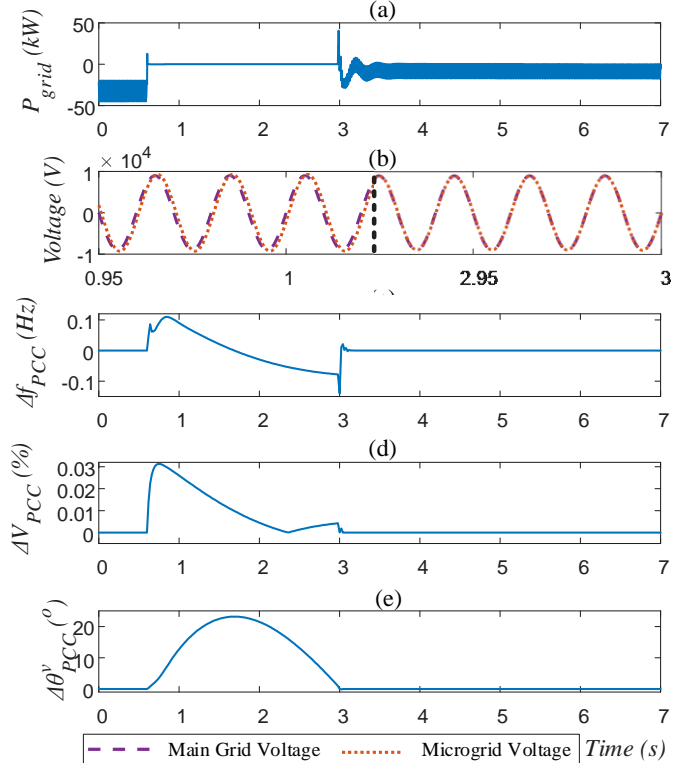 (a)
P_grid (kW)
50
0
-50
0 1 2 3 4 5 6 7
(b)
× 10^4
Voltage (V)
1
0
-1
0.95 1 2.95 3
Δf_PCC (Hz)
0.1
0
-0.1
0 1 2 3 4 5 6 7
(d)
ΔV_PCC (%)
0.03
0.02
0.01
0
0 1 2 3 4 5 6 7
(e)
Δθ^v_PCC (°)
20
10
0
0 1 2 3 4 5 6 7
Main Grid Voltage Microgrid Voltage Time (s)